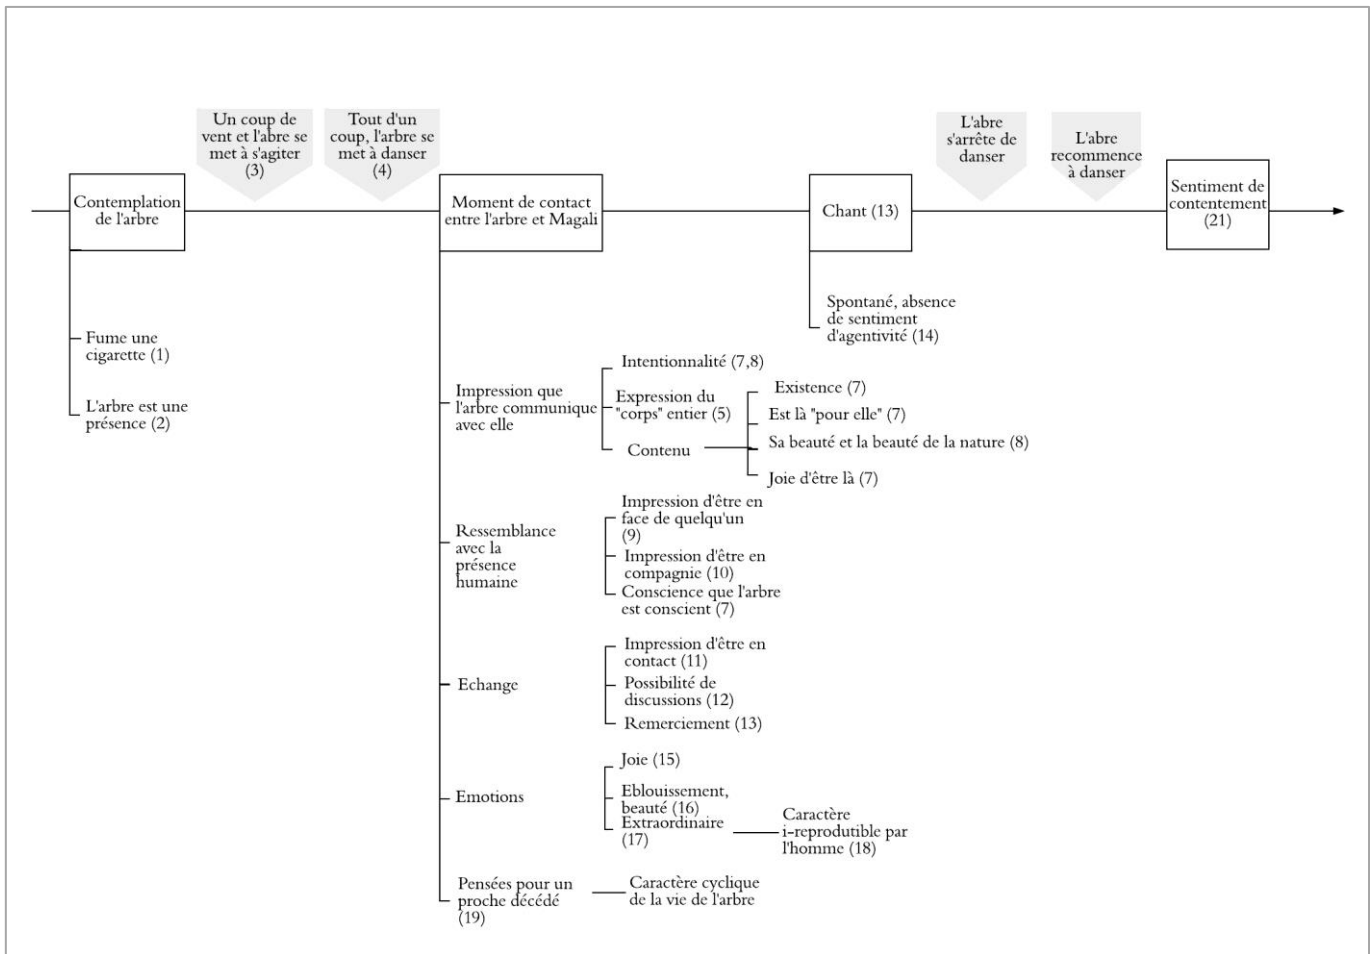 Un coup de
vent et l'abre se
met à s'agiter
(3)
Tout d'un
coup, l'arbre se
met à danser
(4)
L'abre
s'arrête de
danser
L'abre
recommence
à danser
Contemplation
de l'arbre
Moment de contact
entre l'arbre et Magali
Chant (13)
Sentiment de
contentement
(21)
Fume une
cigarette (1)
L'arbre est une
présence (2)
Spontané, absence
de sentiment
d'agentivité (14)
Impression que
l'arbre communique
avec elle
Intentionnalité (7,8)
Expression du
"corps" entier (5)
Contenu
Existence (7)
Est là "pour elle" (7)
Sa beauté et la beauté de la nature (8)
Joie d'être là (7)
Ressemblance
avec la
présence
humaine
Impression d'être en
face de quelqu'un
(9)
Impression d'être en
compagnie (10)
Conscience que l'arbre
est conscient (7)
Echange
Impression d'être en
contact (11)
Possibilité de
discussions (12)
Remerciement (13)
Emotions
Joie (15)
Eblouissement,
beauté (16)
Extraordinaire
(17)
Caractère
i-reprodutible par
l'homme (18)
Pensées pour un
proche décédé
(19)
Caractère cyclique
de la vie de l'arbre